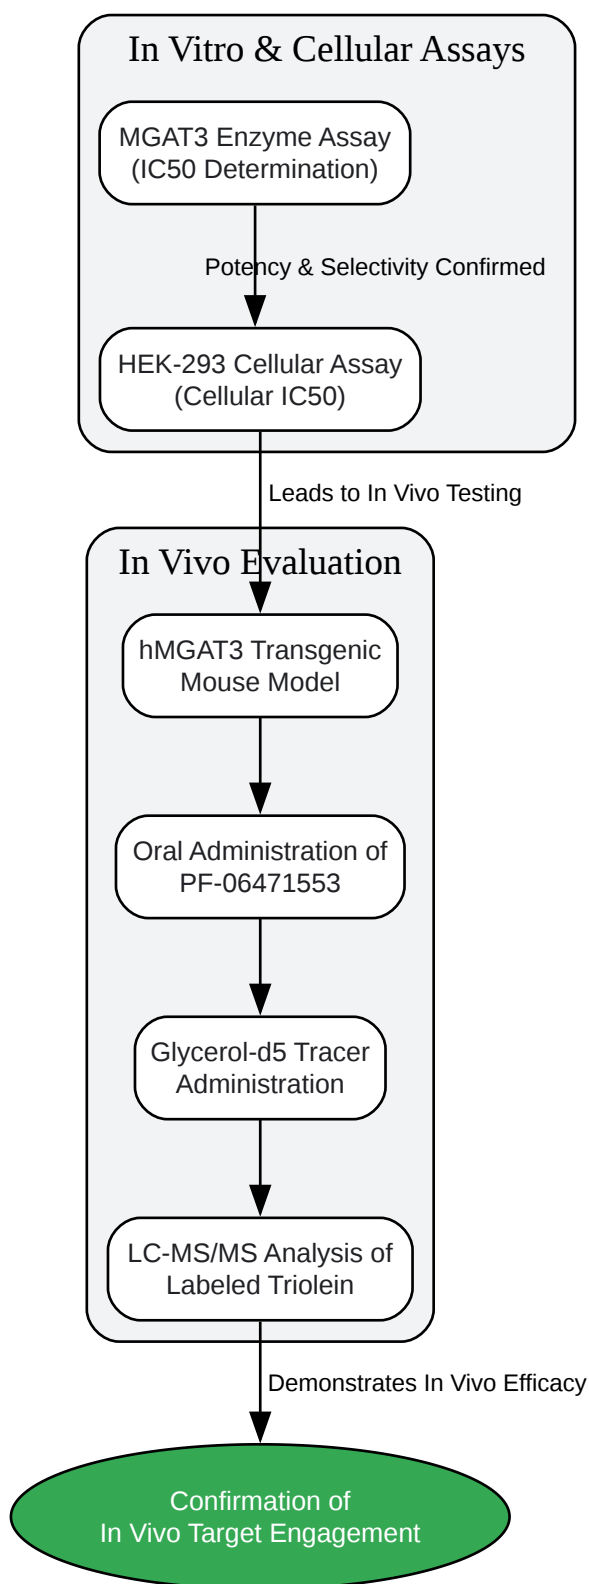 In Vitro & Cellular Assays
MGAT3 Enzyme Assay
(IC50 Determination)
Potency & Selectivity Confirmed
HEK-293 Cellular Assay
(Cellular IC50)
Leads to In Vivo Testing
In Vivo Evaluation
hMGAT3 Transgenic
Mouse Model
Oral Administration of
PF-06471553
Glycerol-d5 Tracer
Administration
LC-MS/MS Analysis of
Labeled Triolein
Demonstrates In Vivo Efficacy
Confirmation of
In Vivo Target Engagement